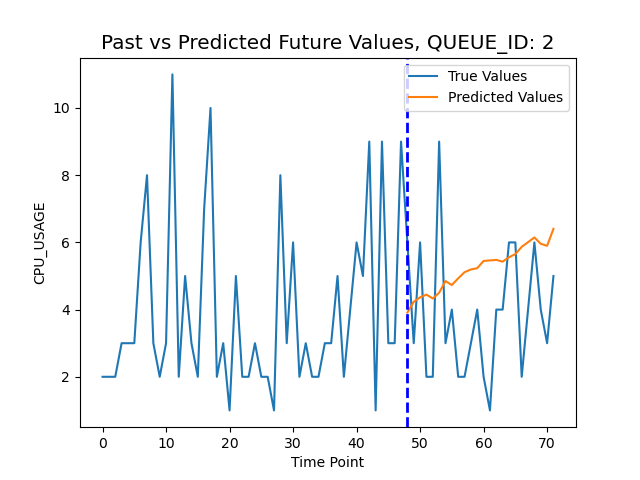 Past vs Predicted Future Values, QUEUE_ID: 2
True Values
Predicted Values
10
8
6
4
2
CPU_USAGE
0 10 20 30 40 50 60 70
Time Point